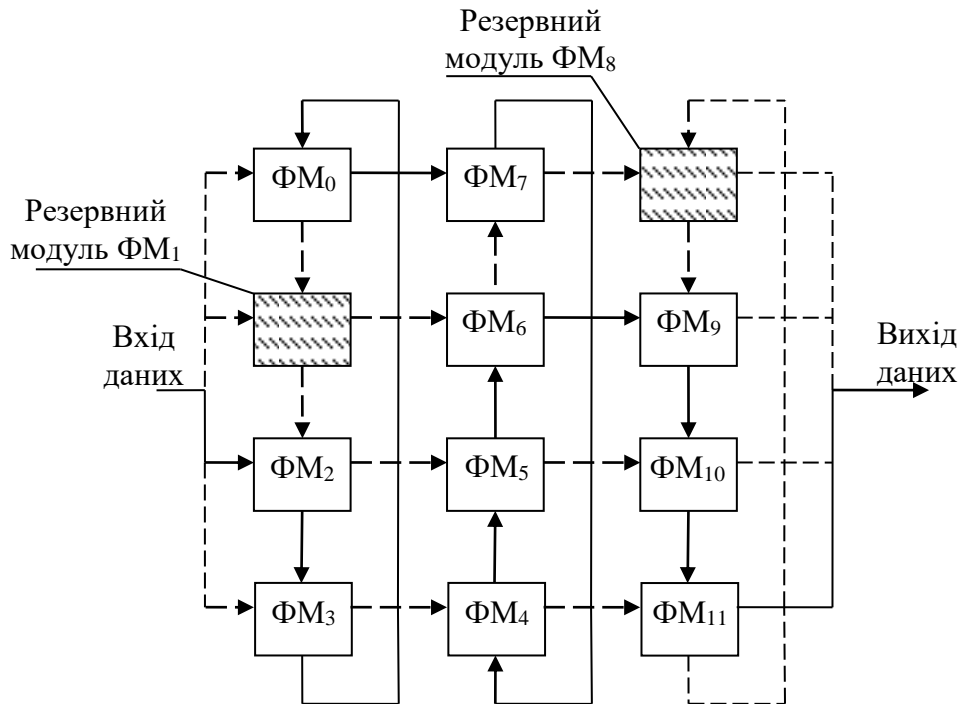 Резервний
модуль ФМ₈
ФМ₀
ФМ₇
Резервний
модуль ФМ₁
Вхід
даних
ФМ₆
ФМ₉
Вихід
даних
ФМ₂
ФМ₅
ФМ₁₀
ФМ₃
ФМ₄
ФМ₁₁